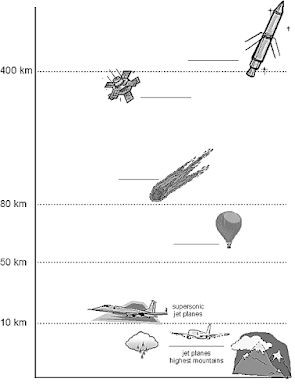 400 km
80 km
50 km
supersonic
jet planes
10 km
jet planes
highest mountains